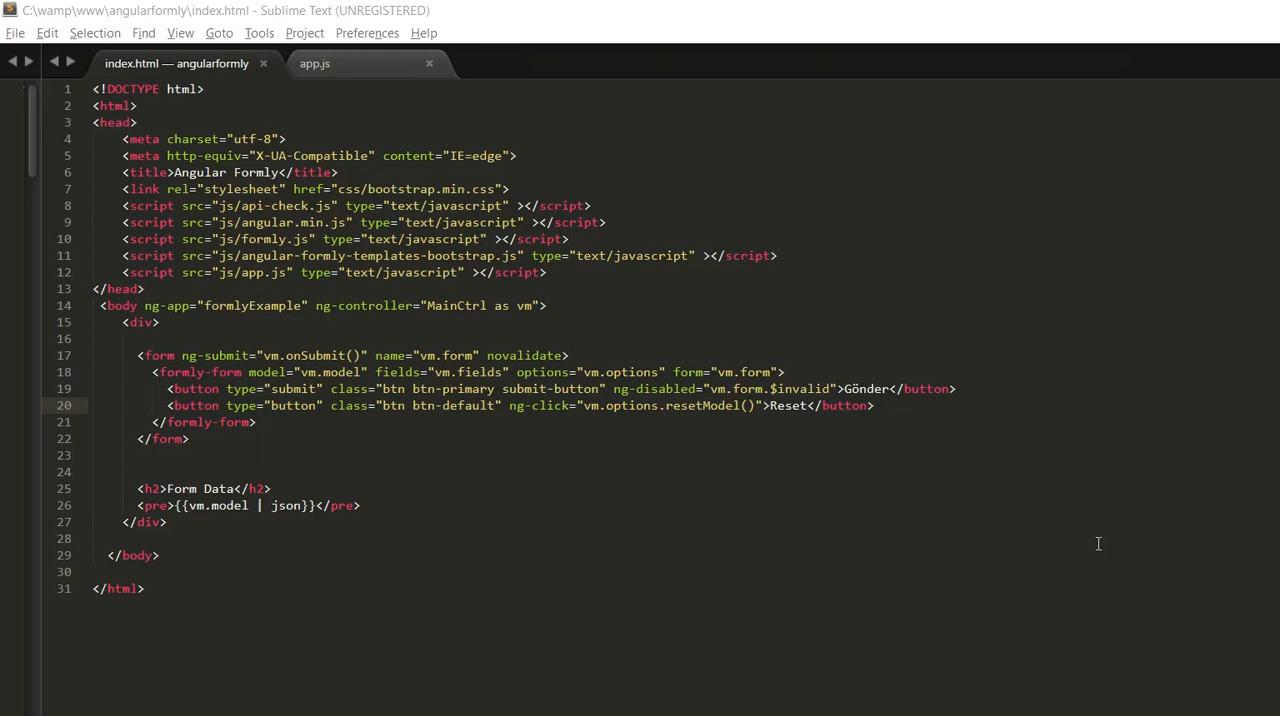 C:\wamp\www\angularformly\index.html - Sublime Text (UNREGISTERED)
File Edit Selection Find View Goto Tools Project Preferences Help
index.html — angularformly × app.js ×
1 <!DOCTYPE html>
2 <html>
3 <head>
4 <meta charset="utf-8">
5 <meta http-equiv="X-UA-Compatible" content="IE=edge">
6 <title>Angular Formly</title>
7 <link rel="stylesheet" href="css/bootstrap.min.css">
8 <script src="js/api-check.js" type="text/javascript" ></script>
9 <script src="js/angular.min.js" type="text/javascript" ></script>
10 <script src="js/formly.js" type="text/javascript" ></script>
11 <script src="js/angular-formly-templates-bootstrap.js" type="text/javascript" ></script>
12 <script src="js/app.js" type="text/javascript" ></script>
13 </head>
14 <body ng-app="formlyExample" ng-controller="MainCtrl as vm">
15 <div>
16
17 <form ng-submit="vm.onSubmit()" name="vm.form" novalidate>
18 <formly-form model="vm.model" fields="vm.fields" options="vm.options" form="vm.form">
19 <button type="submit" class="btn btn-primary submit-button" ng-disabled="vm.form.$invalid">Gönder</button>
20 <button type="button" class="btn btn-default" ng-click="vm.options.resetModel()">Reset</button>
21 </formly-form>
22 </form>
23
24
25 <h2>Form Data</h2>
26 <pre>{{vm.model | json}}</pre>
27 </div>
28
29 </body>
30
31 </html>